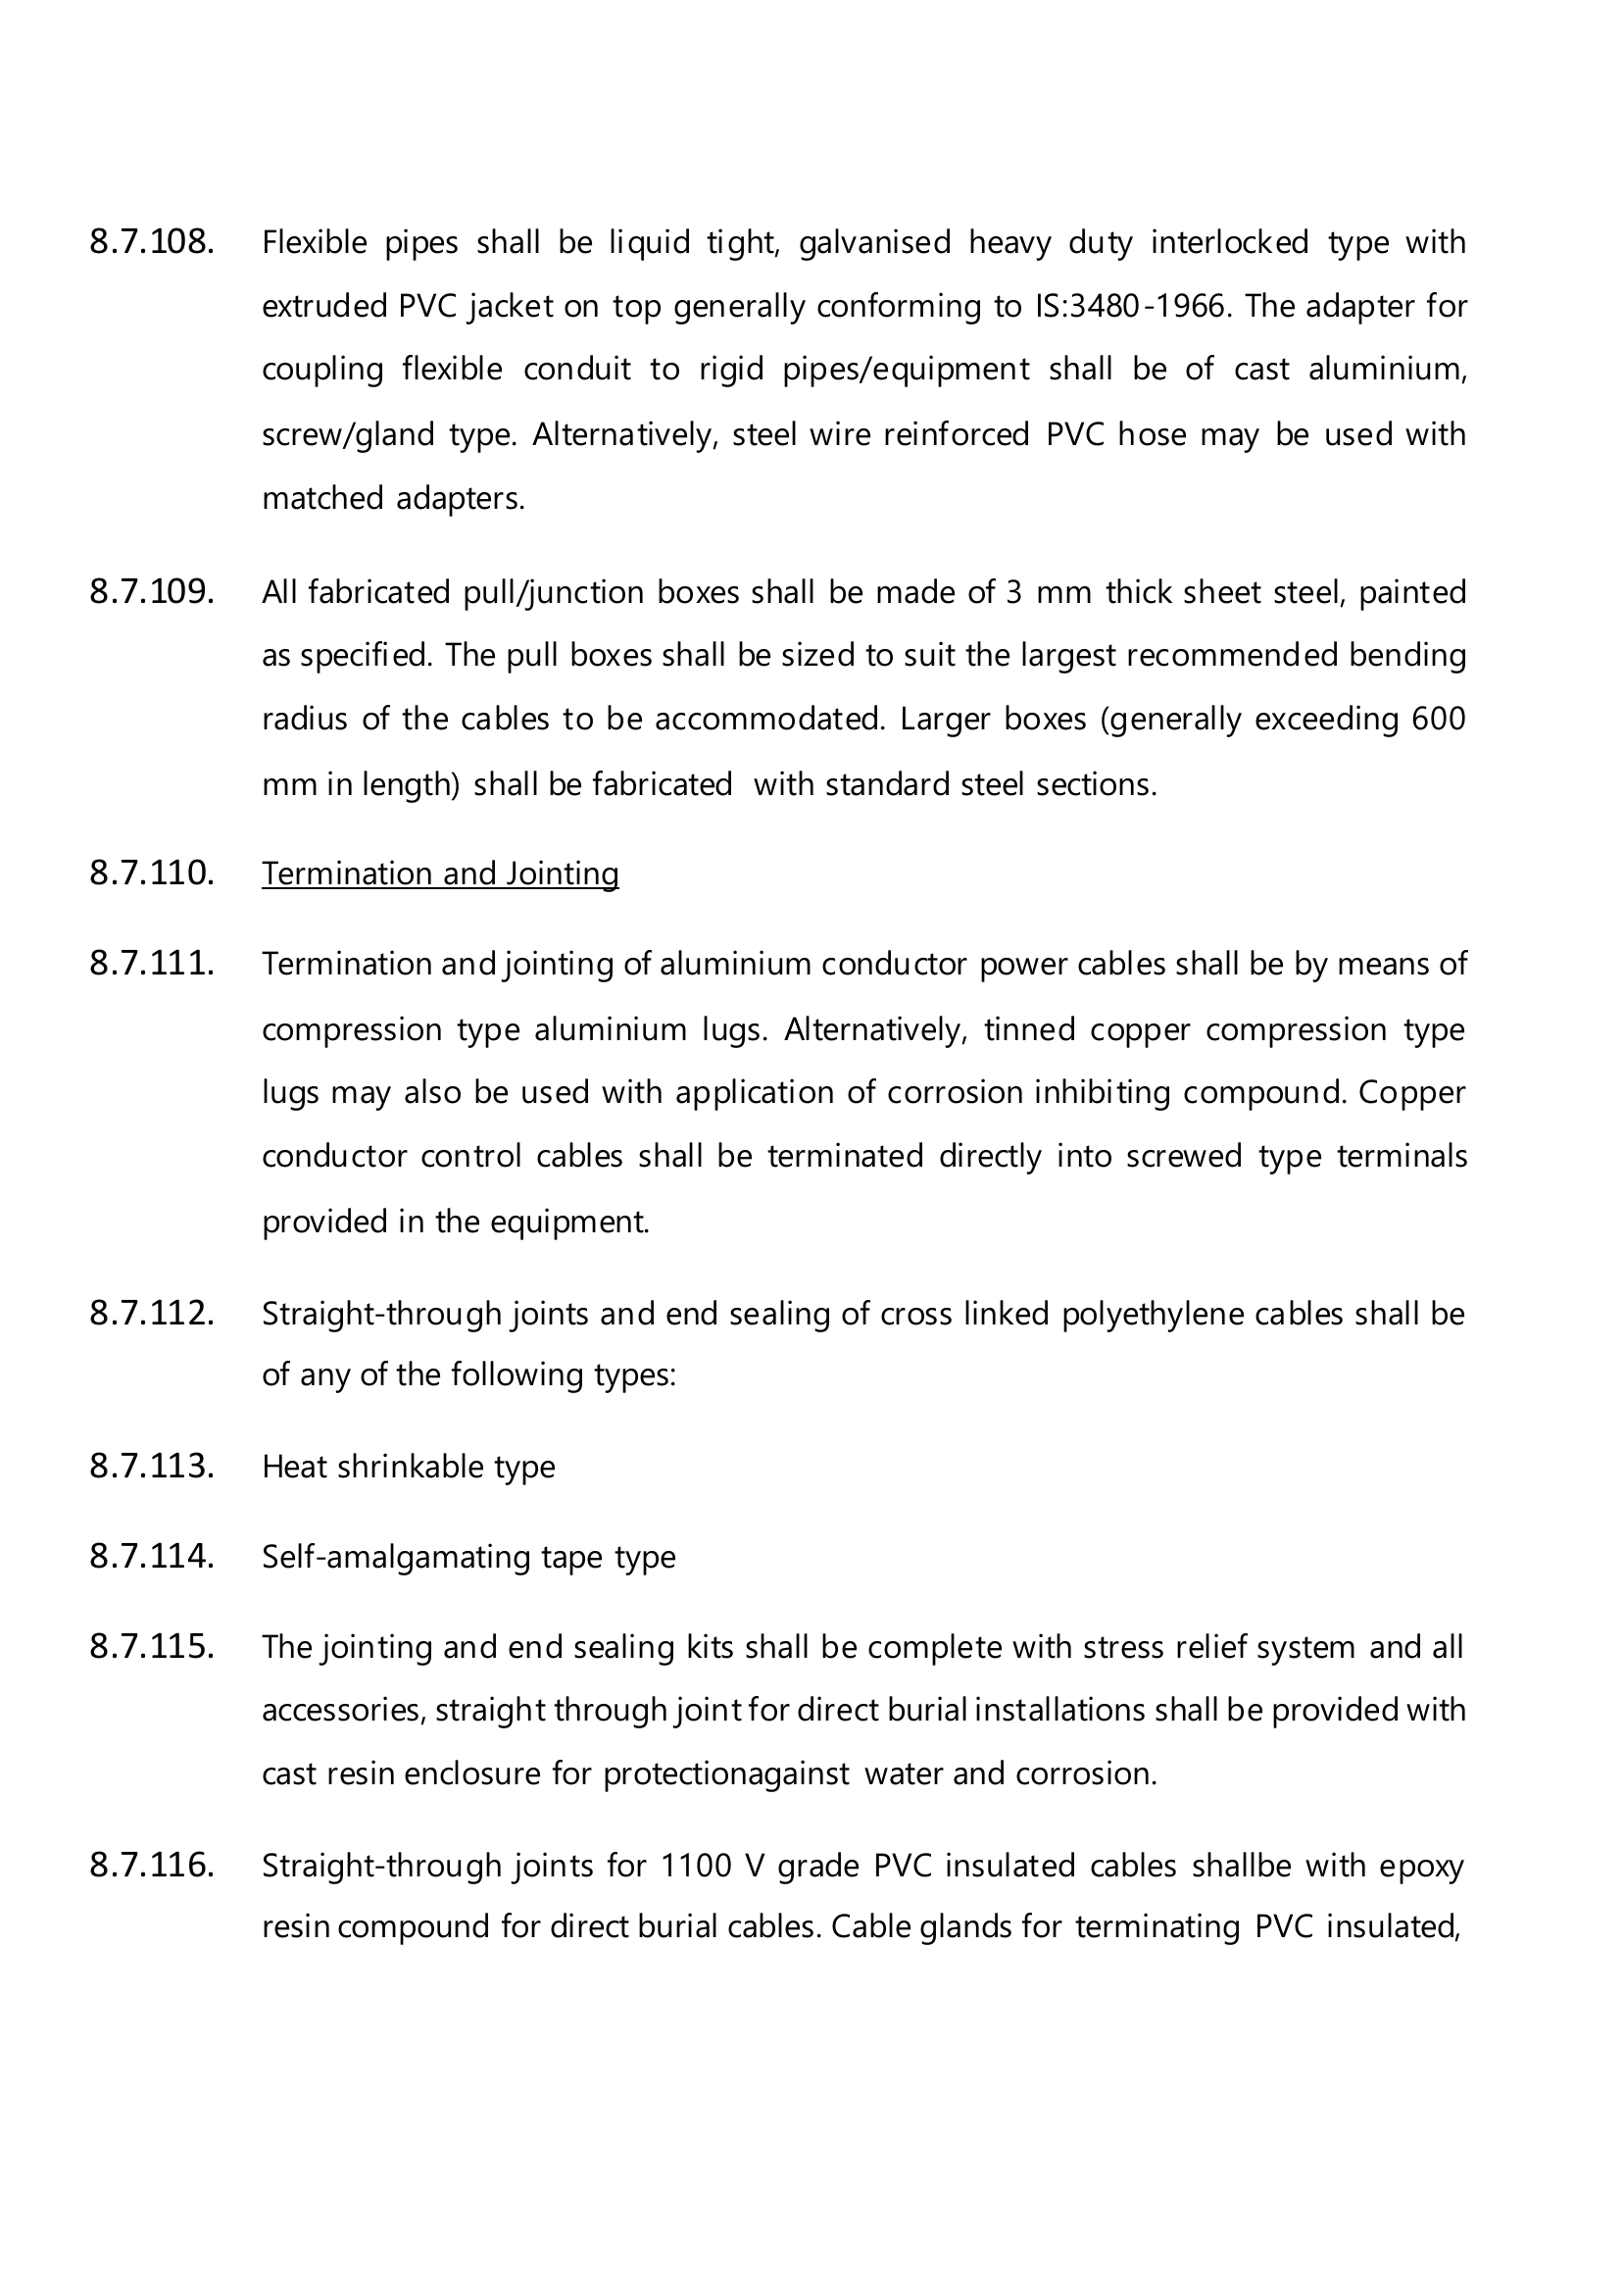 8.7.108. Flexible pipes shall be liquid tight, galvanised heavy duty interlocked type with
extruded PVC jacket on top generally conforming to IS:3480-1966. The adapter for
coupling flexible conduit to rigid pipes/equipment shall be of cast aluminium,
screw/gland type. Alternatively, steel wire reinforced PVC hose may be used with
matched adapters.
8.7.109. All fabricated pull/junction boxes shall be made of 3 mm thick sheet steel, painted
as specified. The pull boxes shall be sized to suit the largest recommended bending
radius of the cables to be accommodated. Larger boxes (generally exceeding 600
mm in length) shall be fabricated with standard steel sections.
8.7.110. Termination and Jointing
8.7.111. Termination and jointing of aluminium conductor power cables shall be by means of
compression type aluminium lugs. Alternatively, tinned copper compression type
lugs may also be used with application of corrosion inhibiting compound. Copper
conductor control cables shall be terminated directly into screwed type terminals
provided in the equipment.
8.7.112. Straight-through joints and end sealing of cross linked polyethylene cables shall be
of any of the following types:
8.7.113. Heat shrinkable type
8.7.114. Self-amalgamating tape type
8.7.115. The jointing and end sealing kits shall be complete with stress relief system and all
accessories, straight through joint for direct burial installations shall be provided with
cast resin enclosure for protectionagainst water and corrosion.
8.7.116. Straight-through joints for 1100 V grade PVC insulated cables shallbe with epoxy
resin compound for direct burial cables. Cable glands for terminating PVC insulated,